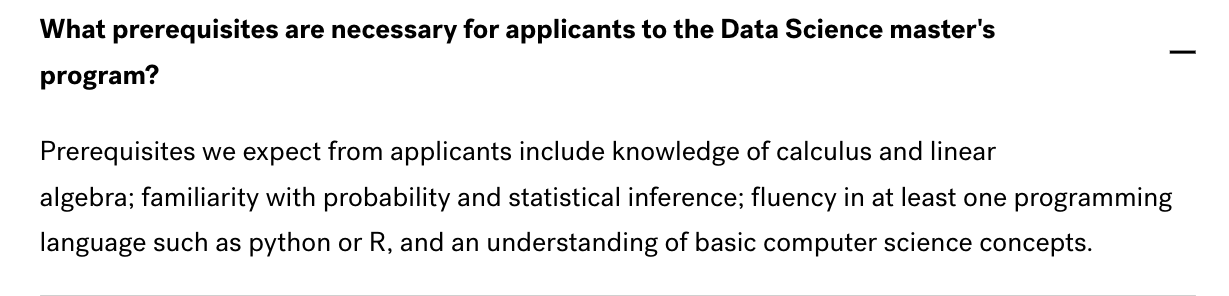 What prerequisites are necessary for applicants to the Data Science master's
program?
Prerequisites we expect from applicants include knowledge of calculus and linear
algebra; familiarity with probability and statistical inference; fluency in at least one programming
language such as python or R, and an understanding of basic computer science concepts.